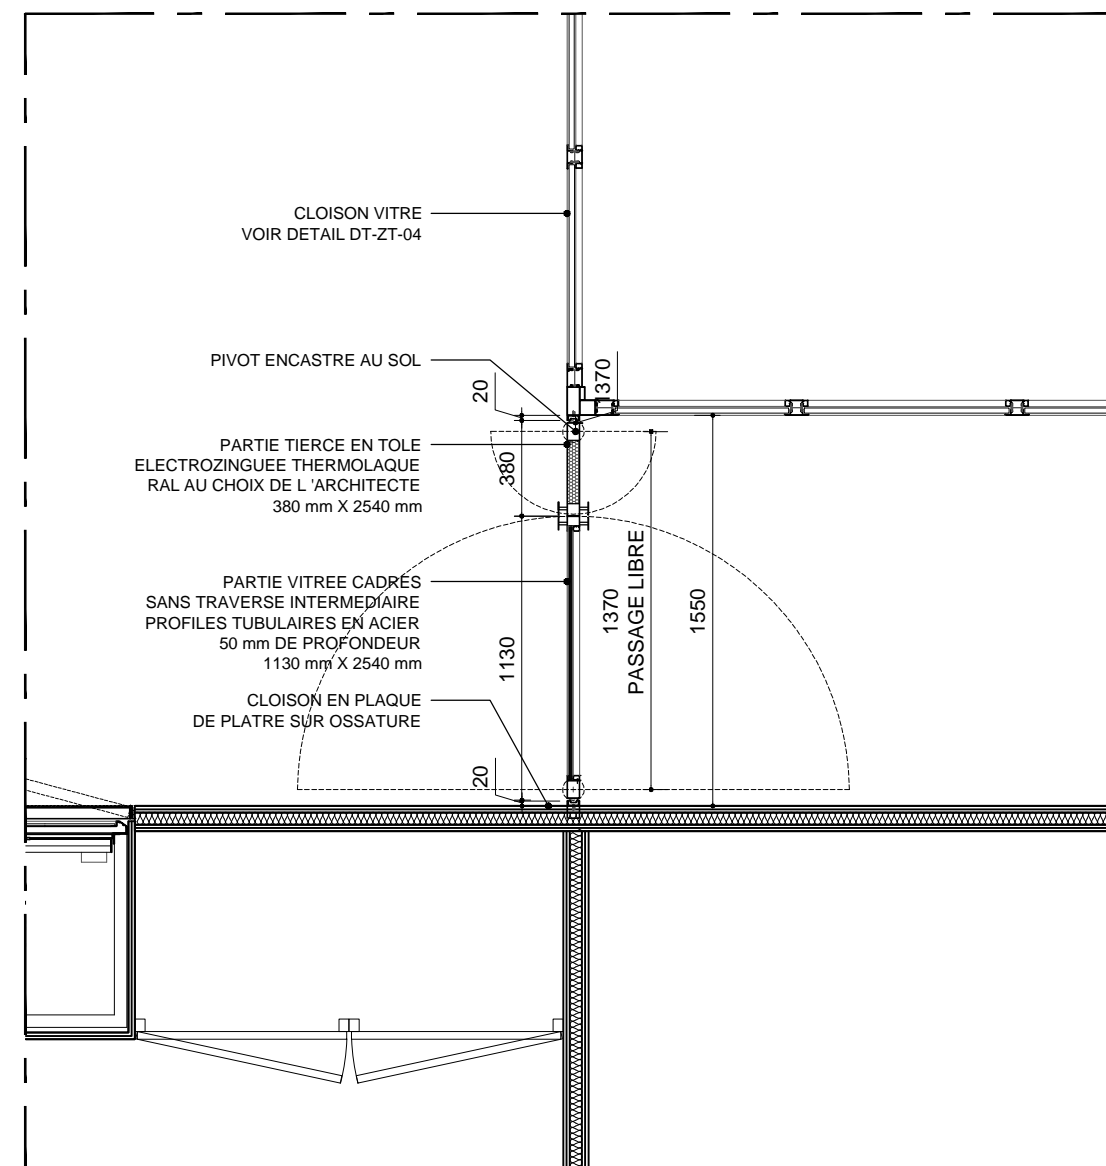 CLOISON VITRE
VOIR DETAIL DT-ZT-04
PIVOT ENCASTRE AU SOL
20
1370
PARTIE TIERCE EN TOLE
ELECTROZINGUEE THERMOLAQUE
RAL AU CHOIX DE L 'ARCHITECTE
380 mm X 2540 mm
380
PARTIE VITREE CADRES
SANS TRAVERSE INTERMEDIAIRE
PROFILES TUBULAIRES EN ACIER
50 mm DE PROFONDEUR
1130 mm X 2540 mm
1130
1370
PASSAGE LIBRE
1550
CLOISON EN PLAQUE
DE PLATRE SUR OSSATURE
20